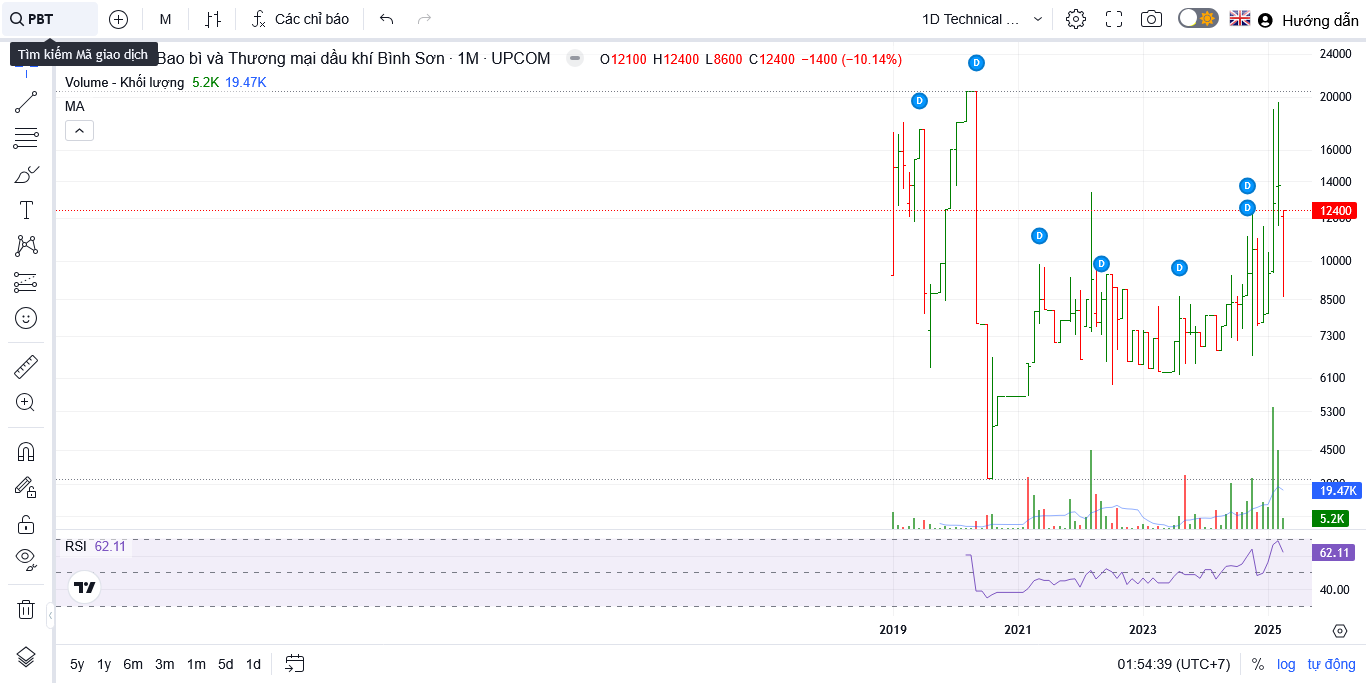 PBT
M
Các chỉ báo
1D Technical ...
Hướng dẫn
Tìm kiếm Mã giao dịch
Bao bì và Thương mại dầu khí Bình Sơn · 1M · UPCOM
O12100 H12400 L8600 C12400 −1400 (−10.14%)
Volume - Khối lượng 5.2K 19.47K
MA
D
D
D
D
D
D
D
24000
20000
16000
14000
12400
10000
8500
7300
6100
5300
4500
19.47K
5.2K
RSI 62.11
62.11
40.00
2019 2021 2023 2025
5y 1y 6m 3m 1m 5d 1d
01:54:39 (UTC+7) % log tự động